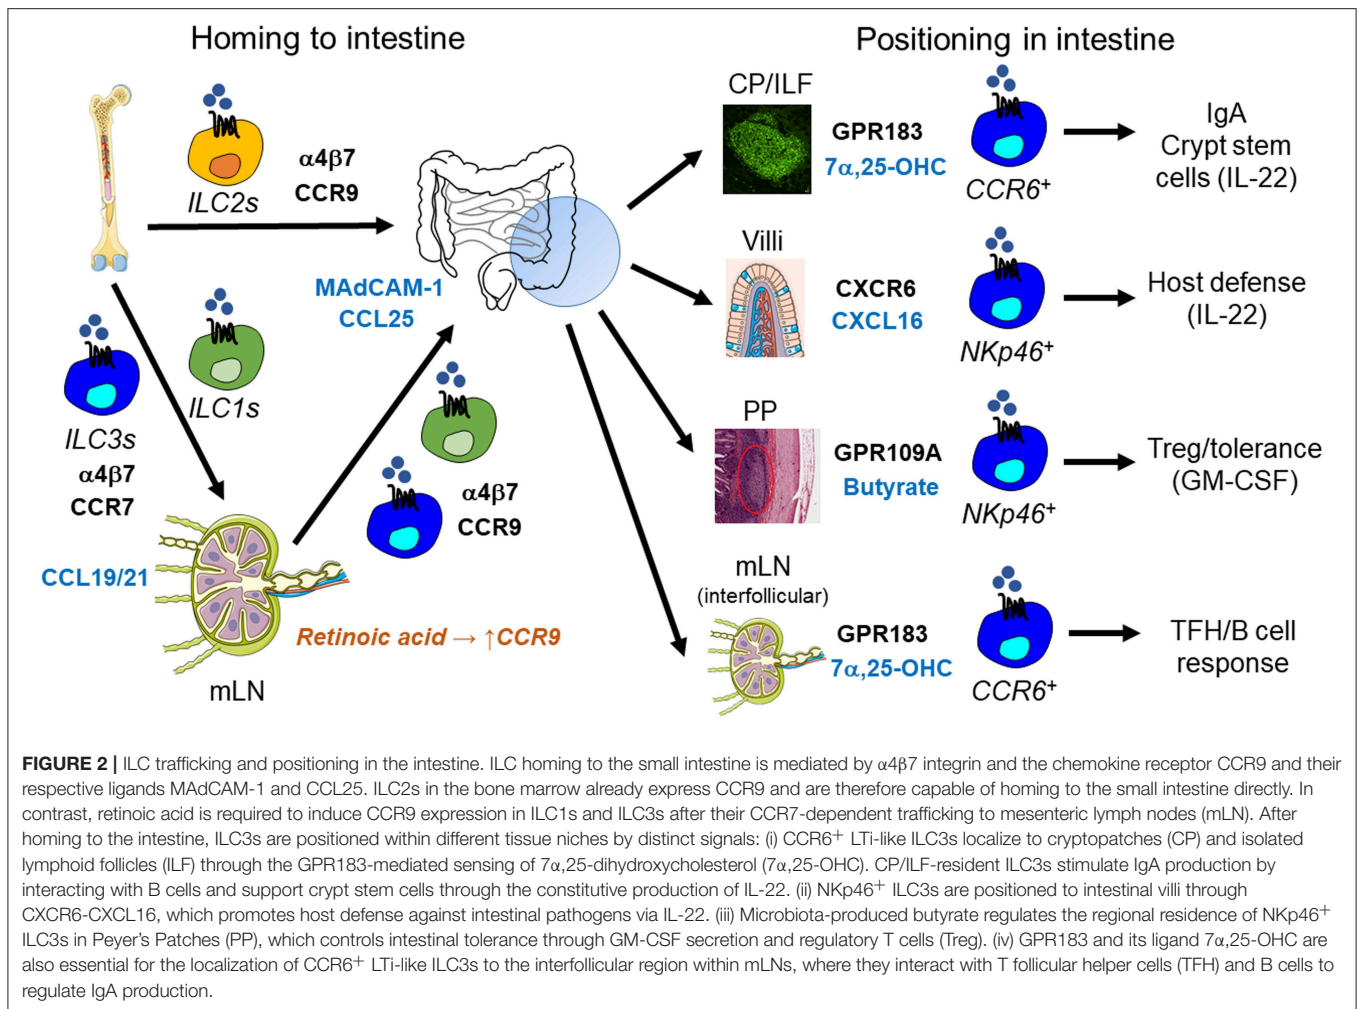 Homing to intestine
Positioning in intestine
ILC2s
α4β7
CCR9
MAdCAM-1
CCL25
ILC1s
ILC3s
α4β7
CCR7
CCL19/21
mLN
α4β7
CCR9
Retinoic acid → ↑CCR9
CP/ILF
GPR183
7α,25-OHC
CCR6+
IgA
Crypt stem
cells (IL-22)
Villi
CXCR6
CXCL16
NKp46+
Host defense
(IL-22)
PP
GPR109A
Butyrate
NKp46+
Treg/tolerance
(GM-CSF)
mLN
(interfollicular)
GPR183
7α,25-OHC
CCR6+
TFH/B cell
response
FIGURE 2 | ILC trafficking and positioning in the intestine. ILC homing to the small intestine is mediated by α4β7 integrin and the chemokine receptor CCR9 and their
respective ligands MAdCAM-1 and CCL25. ILC2s in the bone marrow already express CCR9 and are therefore capable of homing to the small intestine directly. In
contrast, retinoic acid is required to induce CCR9 expression in ILC1s and ILC3s after their CCR7-dependent trafficking to mesenteric lymph nodes (mLN). After
homing to the intestine, ILC3s are positioned within different tissue niches by distinct signals: (i) CCR6+ LTi-like ILC3s localize to cryptopatches (CP) and isolated
lymphoid follicles (ILF) through the GPR183-mediated sensing of 7α,25-dihydroxycholesterol (7α,25-OHC). CP/ILF-resident ILC3s stimulate IgA production by
interacting with B cells and support crypt stem cells through the constitutive production of IL-22. (ii) NKp46+ ILC3s are positioned to intestinal villi through
CXCR6-CXCL16, which promotes host defense against intestinal pathogens via IL-22. (iii) Microbiota-produced butyrate regulates the regional residence of NKp46+
ILC3s in Peyer's Patches (PP), which controls intestinal tolerance through GM-CSF secretion and regulatory T cells (Treg). (iv) GPR183 and its ligand 7α,25-OHC are
also essential for the localization of CCR6+ LTi-like ILC3s to the interfollicular region within mLNs, where they interact with T follicular helper cells (TFH) and B cells to
regulate IgA production.